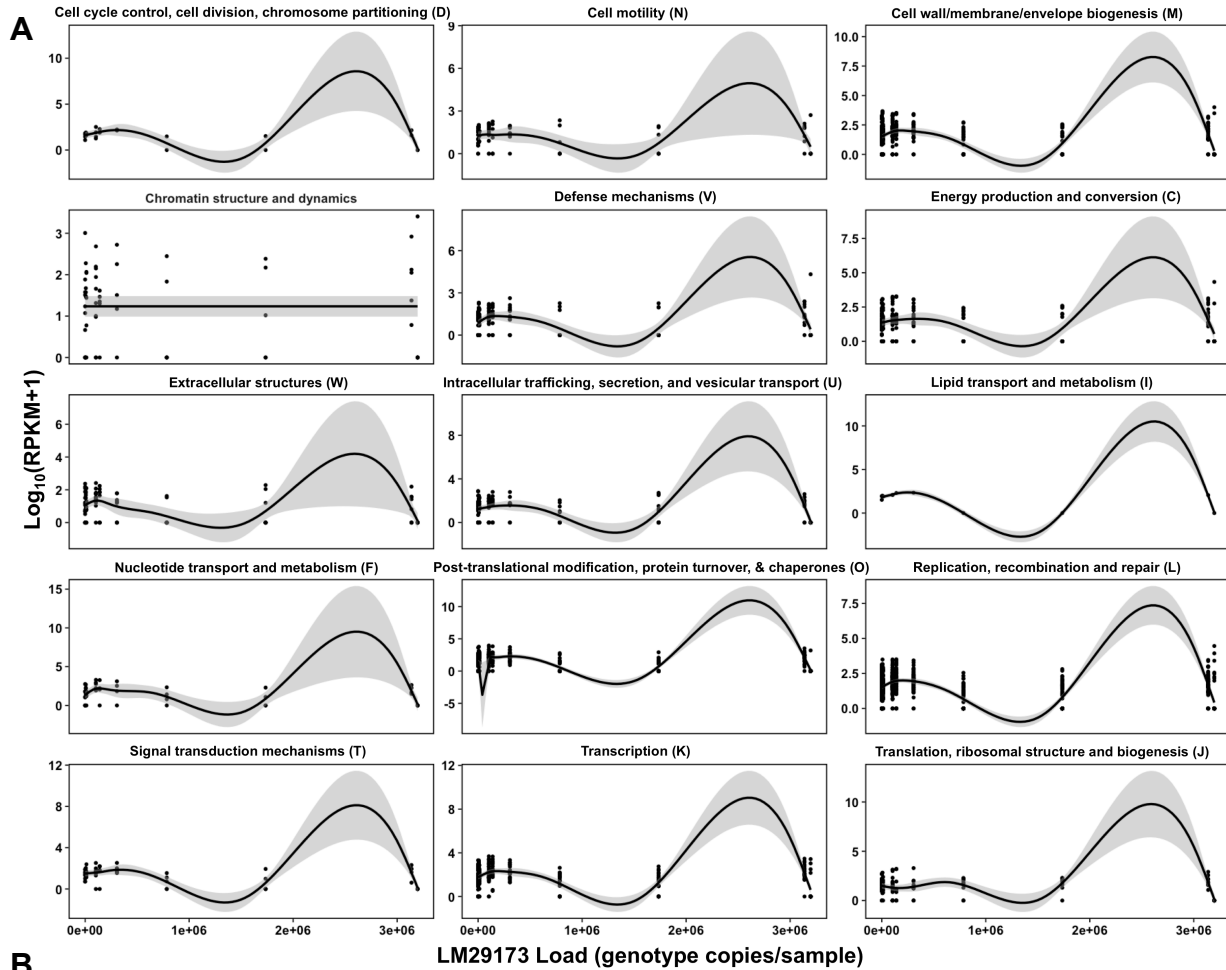 A
Cell cycle control, cell division, chromosome partitioning (D)
10
5
0
Cell motility (N)
9
6
3
0
Cell wall/membrane/envelope biogenesis (M)
10.0
7.5
5.0
2.5
0.0
Chromatin structure and dynamics
3
2
1
0
Defense mechanisms (V)
6
3
0
Energy production and conversion (C)
7.5
5.0
2.5
0.0
Extracellular structures (W)
6
4
2
0
Intracellular trafficking, secretion, and vesicular transport (U)
8
4
0
Lipid transport and metabolism (I)
10
5
0
Nucleotide transport and metabolism (F)
15
10
5
0
Post-translational modification, protein turnover, & chaperones (O)
10
5
0
-5
Replication, recombination and repair (L)
7.5
5.0
2.5
0.0
Signal transduction mechanisms (T)
12
8
4
0
Transcription (K)
12
8
4
0
Translation, ribosomal structure and biogenesis (J)
10
5
0
0e+00 1e+06 2e+06 3e+06
0e+00 1e+06 2e+06 3e+06
0e+00 1e+06 2e+06 3e+06
Log10(RPKM+1)
LM29173 Load (genotype copies/sample)
B